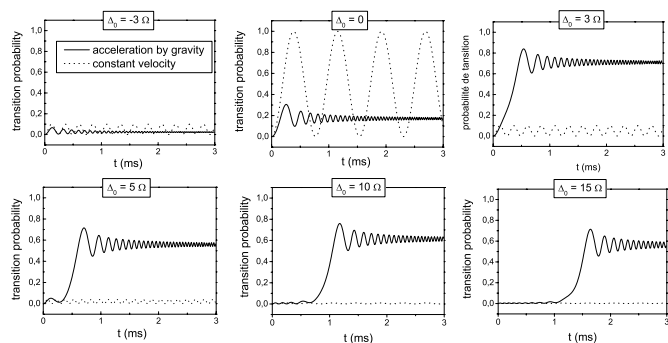 Δ₀ = -3 Ω
transition probability
1,0
0,8
0,6
0,4
0,2
0,0
acceleration by gravity
constant velocity
0 1 2 3
t (ms)
Δ₀ = 0
transition probability
1,0
0,8
0,6
0,4
0,2
0,0
0 1 2 3
t (ms)
Δ₀ = 3 Ω
probabilité de tansition
1,0
0,8
0,6
0,4
0,2
0,0
0 1 2 3
t (ms)
Δ₀ = 5 Ω
transition probability
1,0
0,8
0,6
0,4
0,2
0,0
0 1 2 3
t (ms)
Δ₀ = 10 Ω
transition probability
1,0
0,8
0,6
0,4
0,2
0,0
0 1 2 3
t (ms)
Δ₀ = 15 Ω
transition probability
1,0
0,8
0,6
0,4
0,2
0,0
0 1 2 3
t (ms)